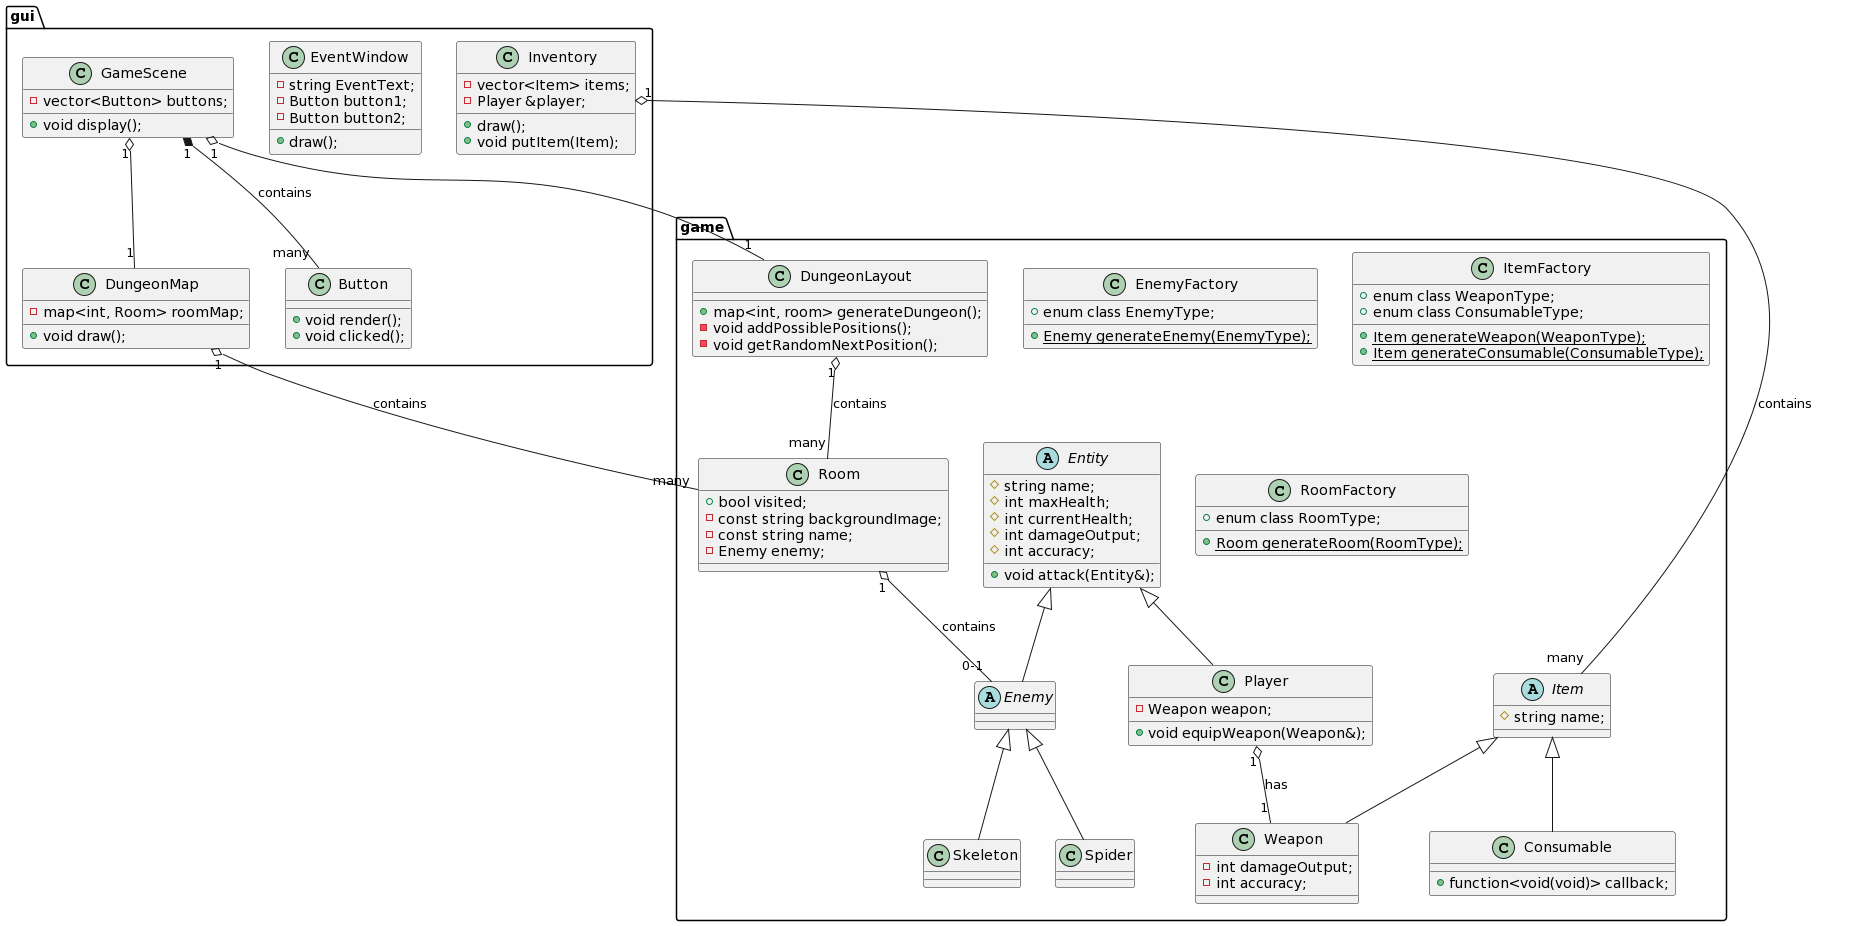 gui
GameScene
vector<Button> buttons;
void display();
EventWindow
string EventText;
Button button1;
Button button2;
draw();
Inventory
vector<Item> items;
Player &player;
draw();
void putItem(Item);
1
1
1
1
contains
1
many
1
contains
many
DungeonMap
map<int, Room> roomMap;
void draw();
Button
void render();
void clicked();
1
contains
many
game
DungeonLayout
map<int, room> generateDungeon();
void addPossiblePositions();
void getRandomNextPosition();
EnemyFactory
enum class EnemyType;
Enemy generateEnemy(EnemyType);
ItemFactory
enum class WeaponType;
enum class ConsumableType;
Item generateWeapon(WeaponType);
Item generateConsumable(ConsumableType);
1
contains
many
Room
bool visited;
const string backgroundImage;
const string name;
Enemy enemy;
Entity
string name;
int maxHealth;
int currentHealth;
int damageOutput;
int accuracy;
void attack(Entity&);
RoomFactory
enum class RoomType;
Room generateRoom(RoomType);
1
contains
0-1
Enemy
Player
Weapon weapon;
void equipWeapon(Weapon&);
Item
string name;
1
has
1
Skeleton
Spider
Weapon
int damageOutput;
int accuracy;
Consumable
function<void(void)> callback;